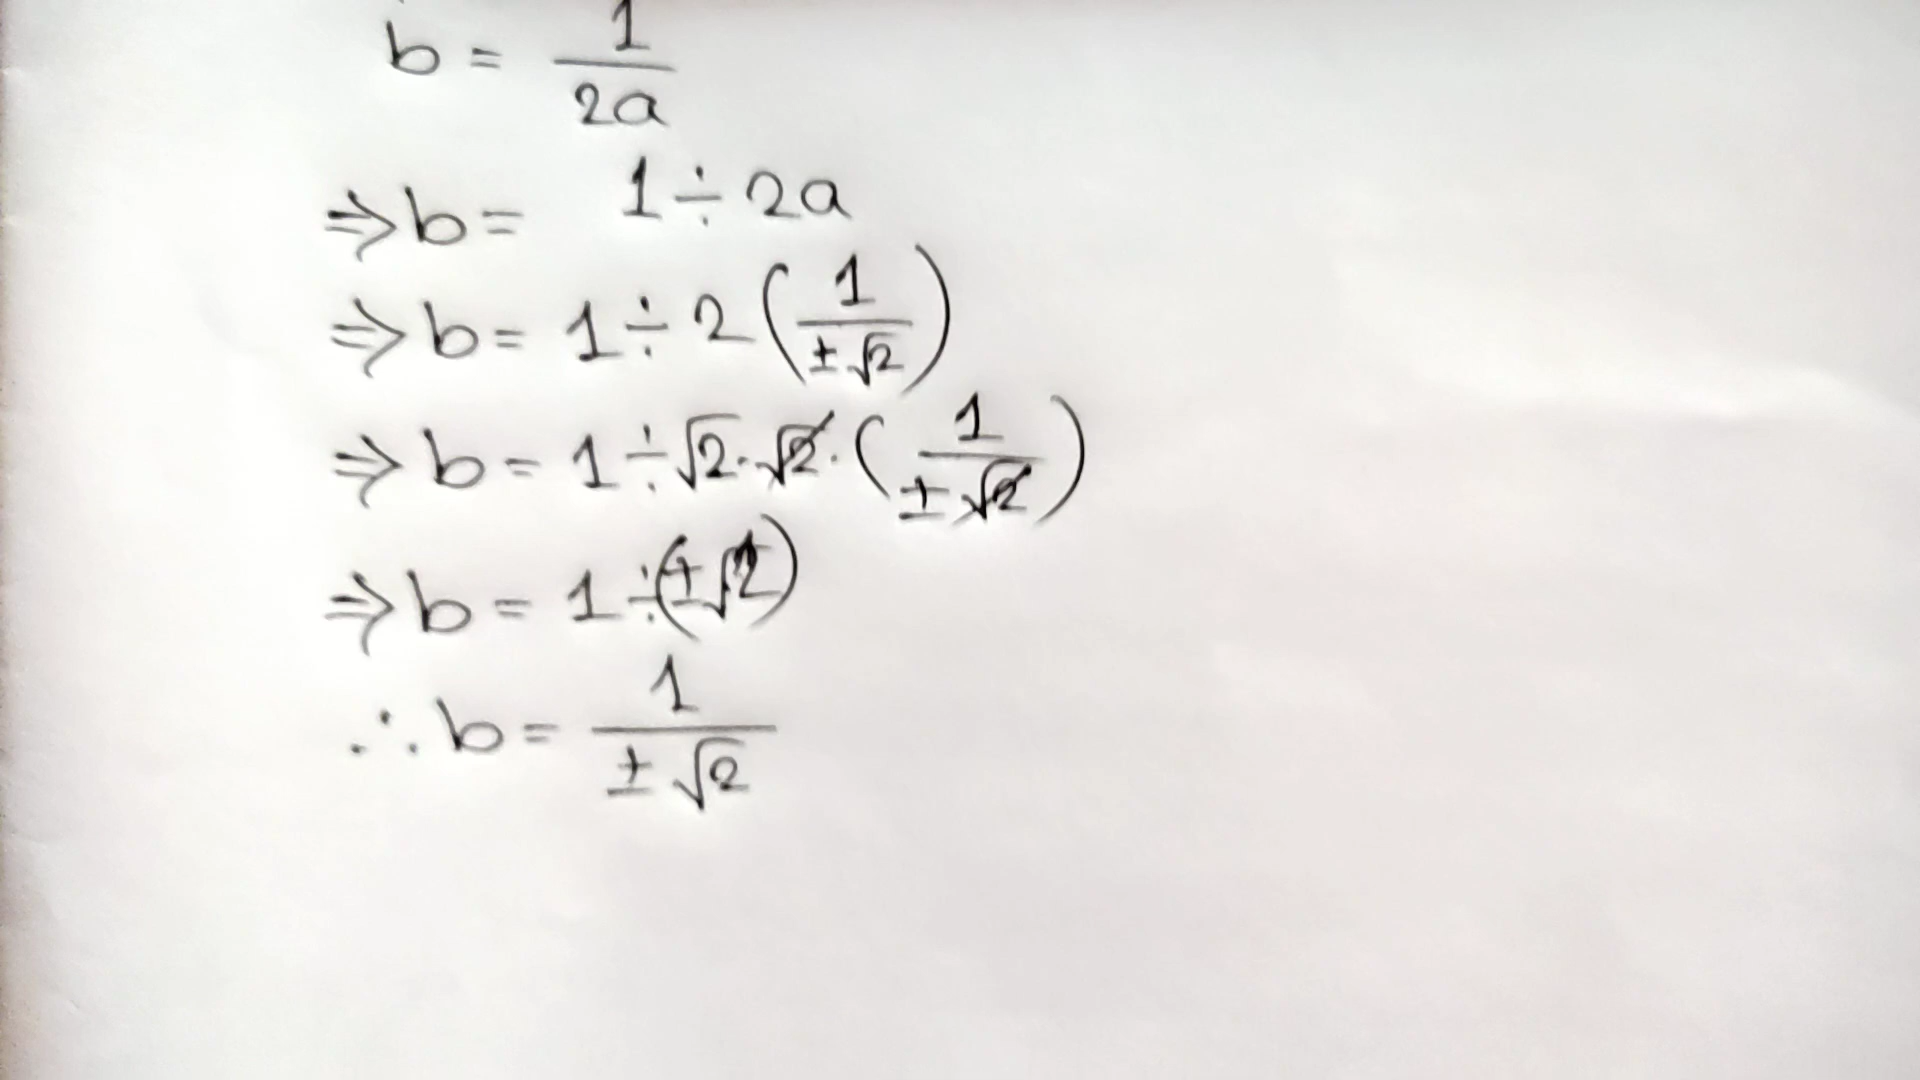 b = 1/2a
⇒ b = 1 ÷ 2a
⇒ b = 1 ÷ 2 (1/±√2)
⇒ b = 1 ÷ √2 · √2 · (1/±√2)
⇒ b = 1 ÷ (±√2)
∴ b = 1/±√2